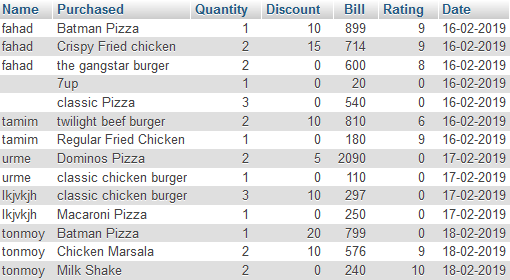 Name Purchased Quantity Discount Bill Rating Date
fahad Batman Pizza 1 10 899 9 16-02-2019
fahad Crispy Fried chicken 2 15 714 9 16-02-2019
fahad the gangstar burger 2 0 600 8 16-02-2019
7up 1 0 20 0 16-02-2019
classic Pizza 3 0 540 0 16-02-2019
tamim twilight beef burger 2 10 810 6 16-02-2019
tamim Regular Fried Chicken 1 0 180 9 16-02-2019
urme Dominos Pizza 2 5 2090 0 17-02-2019
urme classic chicken burger 1 0 110 0 17-02-2019
lkjvkjh classic chicken burger 3 10 297 0 17-02-2019
lkjvkjh Macaroni Pizza 1 0 250 0 17-02-2019
tonmoy Batman Pizza 1 20 799 0 18-02-2019
tonmoy Chicken Marsala 2 10 576 9 18-02-2019
tonmoy Milk Shake 2 0 240 10 18-02-2019